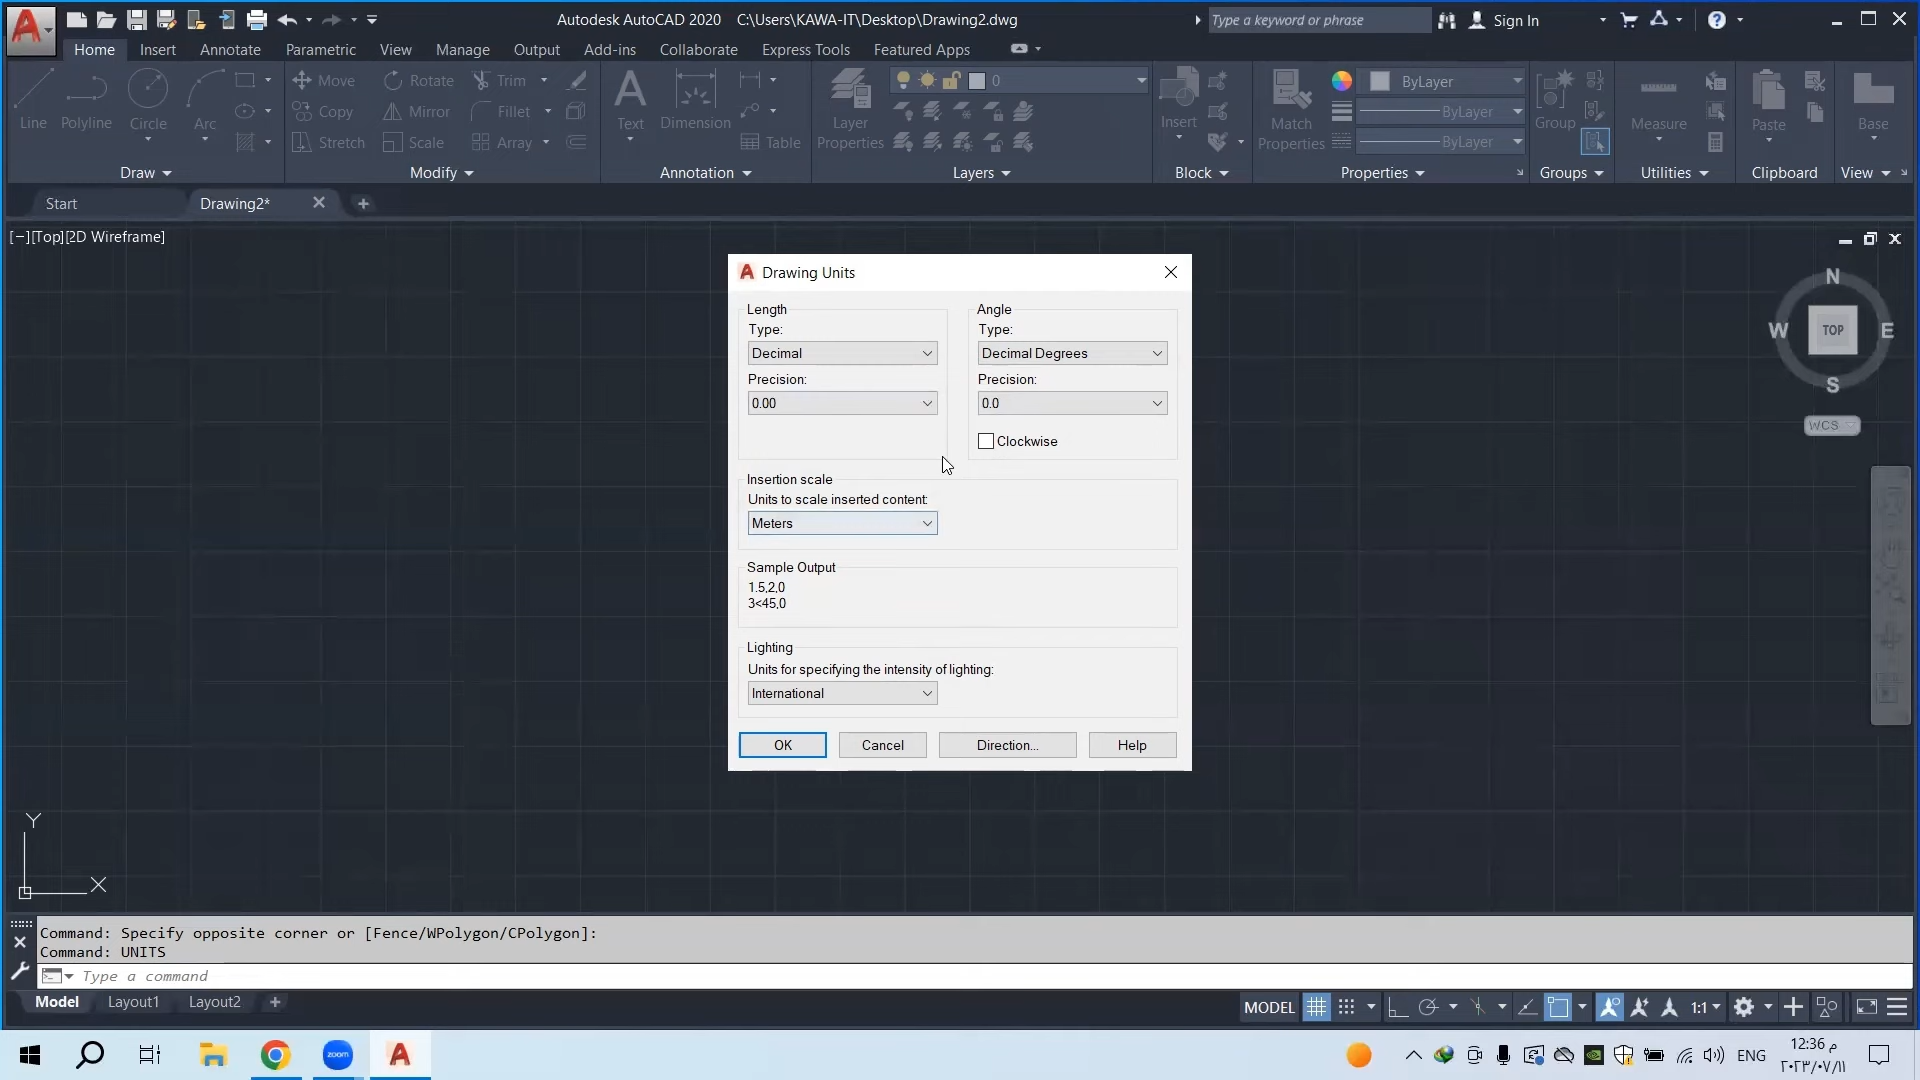 Autodesk AutoCAD 2020 C:\Users\KAWA-IT\Desktop\Drawing2.dwg
Type a keyword or phrase
Sign In
Home Insert Annotate Parametric View Manage Output Add-ins Collaborate Express Tools Featured Apps
Line Polyline Circle Arc
Move Rotate Trim
Copy Mirror Fillet
Stretch Scale Array
Text Dimension Table
Layer Properties
0
Insert
Match Properties
ByLayer
ByLayer
ByLayer
Group
Measure
Paste
Base
Draw Modify Annotation Layers Block Properties Groups Utilities Clipboard View
Start Drawing2*
[−][Top][2D Wireframe]
N
W TOP E
S
WCS
Drawing Units
Length
Type:
Decimal
Precision:
0.00
Angle
Type:
Decimal Degrees
Precision:
0.0
Clockwise
Insertion scale
Units to scale inserted content:
Meters
Sample Output
1.5,2,0
3<45,0
Lighting
Units for specifying the intensity of lighting:
International
OK Cancel Direction... Help
Y
X
Command: Specify opposite corner or [Fence/WPolygon/CPolygon]:
Command: UNITS
Type a command
Model Layout1 Layout2
MODEL
1:1
zoom
ENG
12:36 م
٢٠٢٣/٠٧/١١